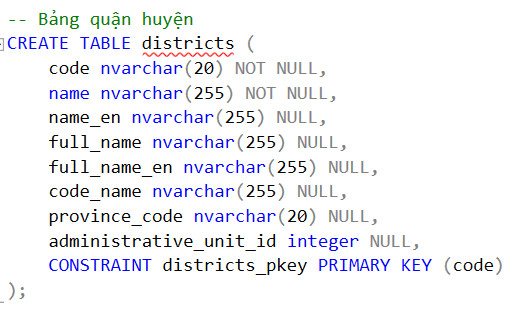 -- Bảng quận huyện
CREATE TABLE districts (
code nvarchar(20) NOT NULL,
name nvarchar(255) NOT NULL,
name_en nvarchar(255) NULL,
full_name nvarchar(255) NULL,
full_name_en nvarchar(255) NULL,
code_name nvarchar(255) NULL,
province_code nvarchar(20) NULL,
administrative_unit_id integer NULL,
CONSTRAINT districts_pkey PRIMARY KEY (code)
);